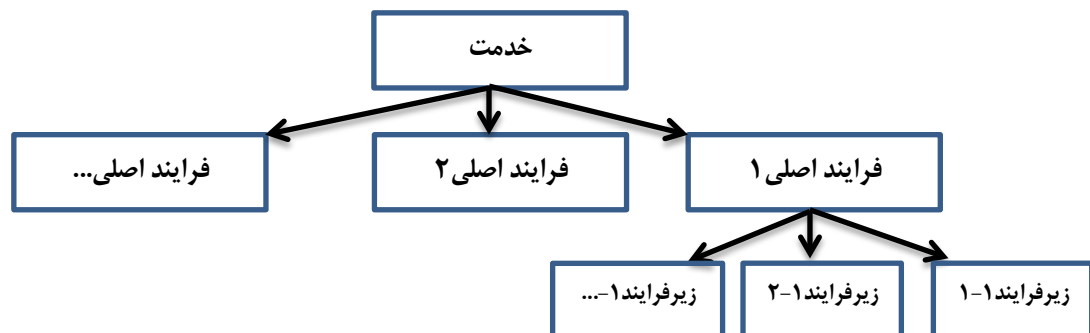 خدمت
فرایند اصلی۱
فرایند اصلی۲
فرایند اصلی...
زیرفرایند۱-۱
زیرفرایند۱-۲
زیرفرایند۱-...